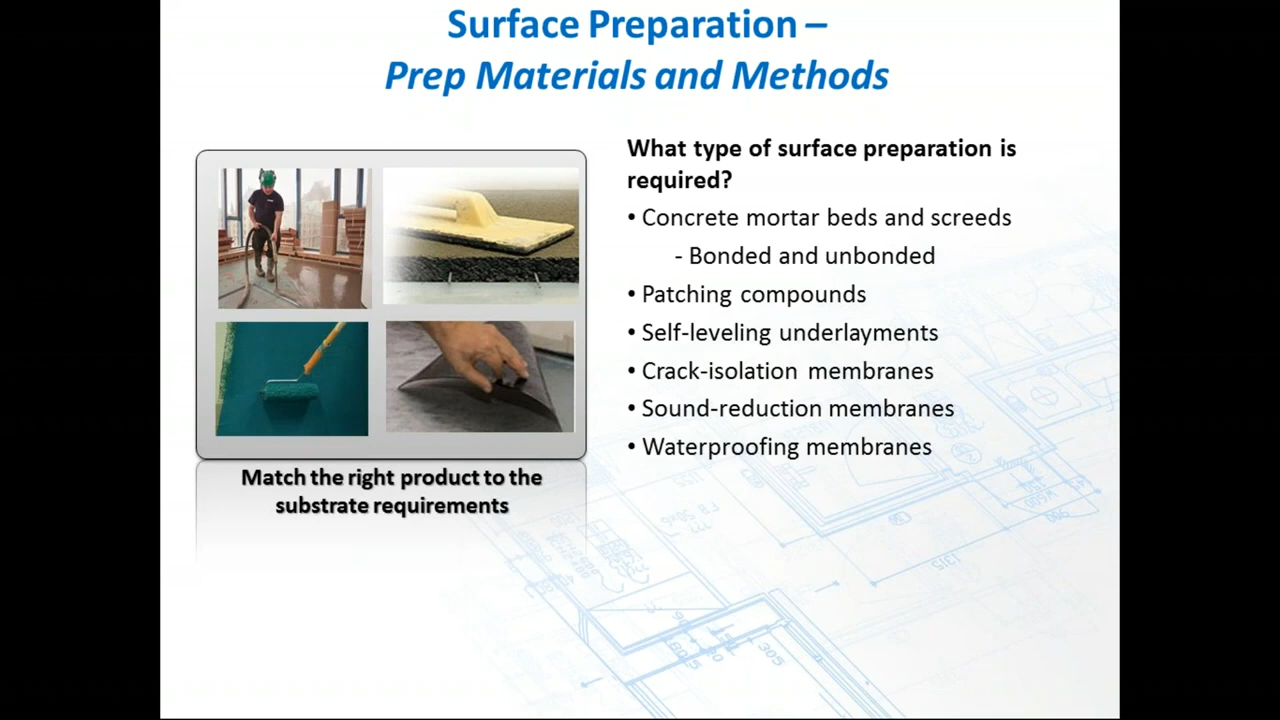 Surface Preparation –
Prep Materials and Methods
What type of surface preparation is
required?
• Concrete mortar beds and screeds
- Bonded and unbonded
• Patching compounds
• Self-leveling underlayments
• Crack-isolation membranes
• Sound-reduction membranes
• Waterproofing membranes
Match the right product to the
substrate requirements
1315
305